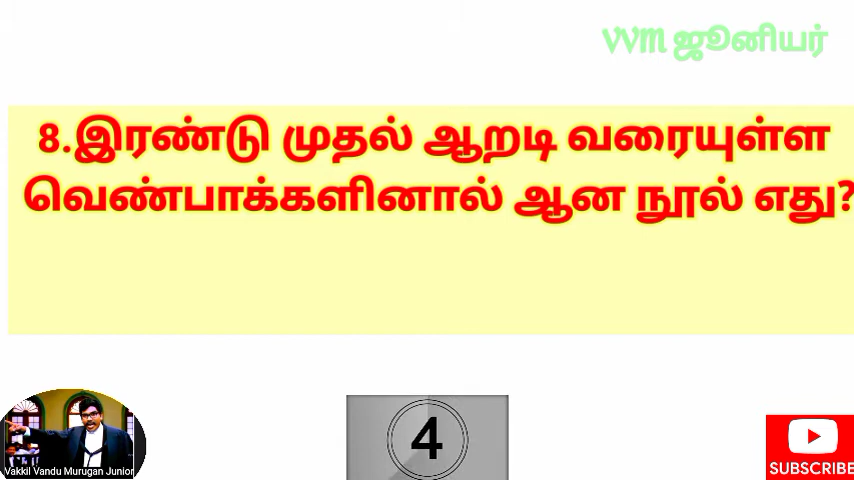 VVM ஜூனியர்
8.இரண்டு முதல் ஆறடி வரையுள்ள
வெண்பாக்களினால் ஆன நூல் எது?
4
Vakkil Vandu Murugan Junior
SUBSCRIBE